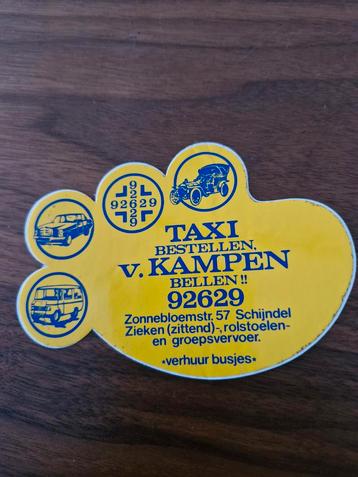 92629
92629
TAXI
BESTELLEN,
v. KAMPEN
BELLEN!!
92629
Zonnebloemstr. 57 Schijndel
Zieken (zittend)-, rolstoelen-
en groepsvervoer.
*verhuur busjes*